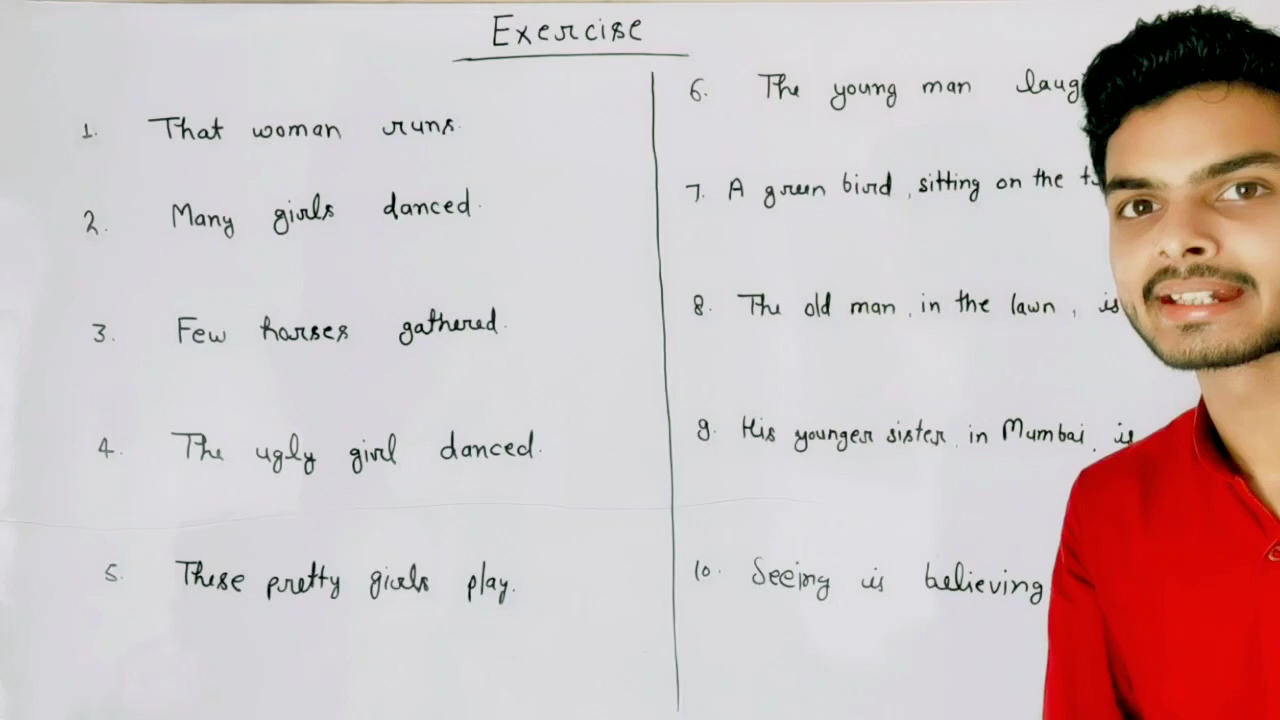 Exercise
1. That woman runs.
2. Many girls danced.
3. Few horses gathered.
4. The ugly girl danced.
5. These pretty girls play.
6. The young man
7. A green bird, sitting on the
8. The old man, in the lawn, is
9. His younger sister, in Mumbai, is
10. Seeing is believing